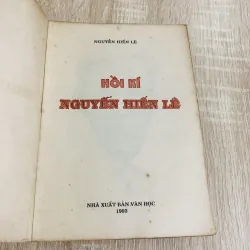 NGUYỄN HIẾN LÊ
HỒI KÍ
NGUYỄN HIẾN LÊ
NHÀ XUẤT BẢN VĂN HỌC
1993